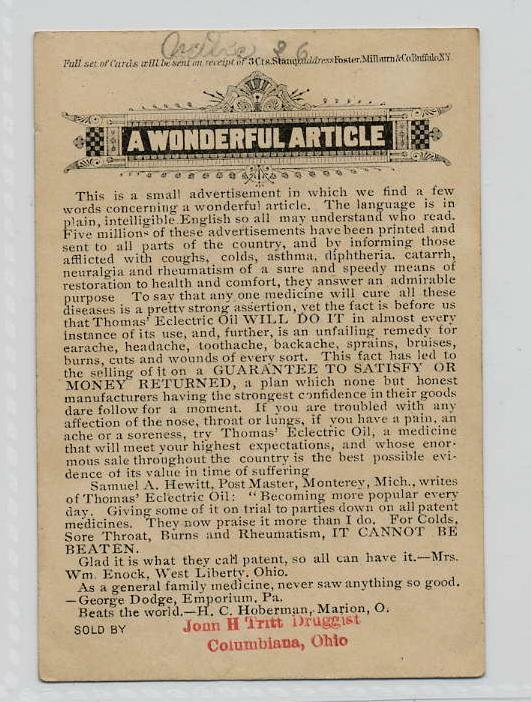 36
Full set of Cards will be sent on receipt of 3 Cts. Stamp. Address Foster, Milburn & Co. Buffalo N.Y.
A WONDERFUL ARTICLE
This is a small advertisement in which we find a few
words concerning a wonderful article. The language is in
plain, intelligible English so all may understand who read.
Five millions of these advertisements have been printed and
sent to all parts of the country, and by informing those
afflicted with coughs, colds, asthma, diphtheria, catarrh,
neuralgia and rheumatism of a sure and speedy means of
restoration to health and comfort, they answer an admirable
purpose To say that any one medicine will cure all these
diseases is a pretty strong assertion, yet the fact is before us
that Thomas' Eclectric Oil WILL DO IT in almost every
instance of its use, and, further, is an unfailing remedy for
earache, headache, toothache, backache, sprains, bruises,
burns, cuts and wounds of every sort. This fact has led to
the selling of it on a GUARANTEE TO SATISFY OR
MONEY RETURNED, a plan which none but honest
manufacturers having the strongest confidence in their goods
dare follow for a moment. If you are troubled with any
affection of the nose, throat or lungs, if you have a pain, an
ache or a soreness, try Thomas' Eclectric Oil, a medicine
that will meet your highest expectations, and whose enor-
mous sale throughout the country is the best possible evi-
dence of its value in time of suffering
Samuel A. Hewitt, Post Master, Monterey, Mich., writes
of Thomas' Eclectric Oil: "Becoming more popular every
day. Giving some of it on trial to parties down on all patent
medicines. They now praise it more than I do. For Colds,
Sore Throat, Burns and Rheumatism, IT CANNOT BE
BEATEN.
Glad it is what they call patent, so all can have it.—Mrs.
Wm. Enock, West Liberty, Ohio.
As a general family medicine, never saw anything so good.
—George Dodge, Emporium, Pa.
Beats the world.—H. C. Hoberman, Marion, O.
SOLD BY John H Tritt Druggist
Columbiana, Ohio